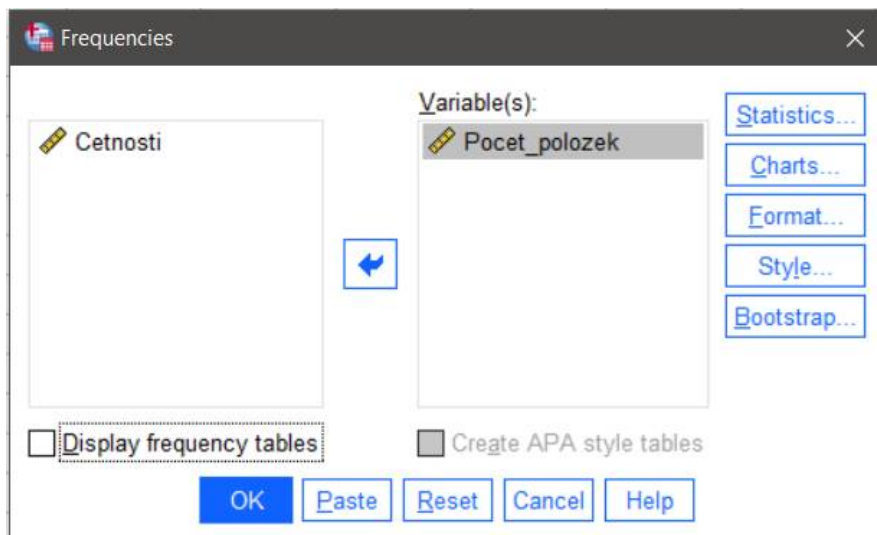 Frequencies
Variable(s):
Cetnosti
Pocet_polozek
Statistics...
Charts...
Format...
Style...
Bootstrap...
Display frequency tables
Create APA style tables
OK
Paste
Reset
Cancel
Help